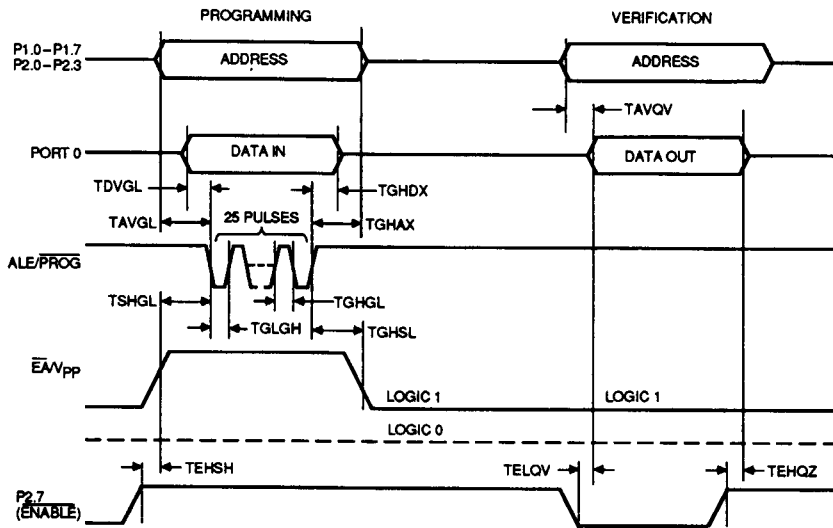 PROGRAMMING VERIFICATION
P1.0–P1.7
P2.0–P2.3
ADDRESS ADDRESS
TAVQV
PORT 0
DATA IN DATA OUT
TDVGL TGHDX
TAVGL 25 PULSES TGHAX
ALE/PROG
TSHGL TGHGL
TGLGH TGHSL
EA/VPP
LOGIC 1 LOGIC 1
LOGIC 0
TEHSH TELQV TEHQZ
P2.7
(ENABLE)